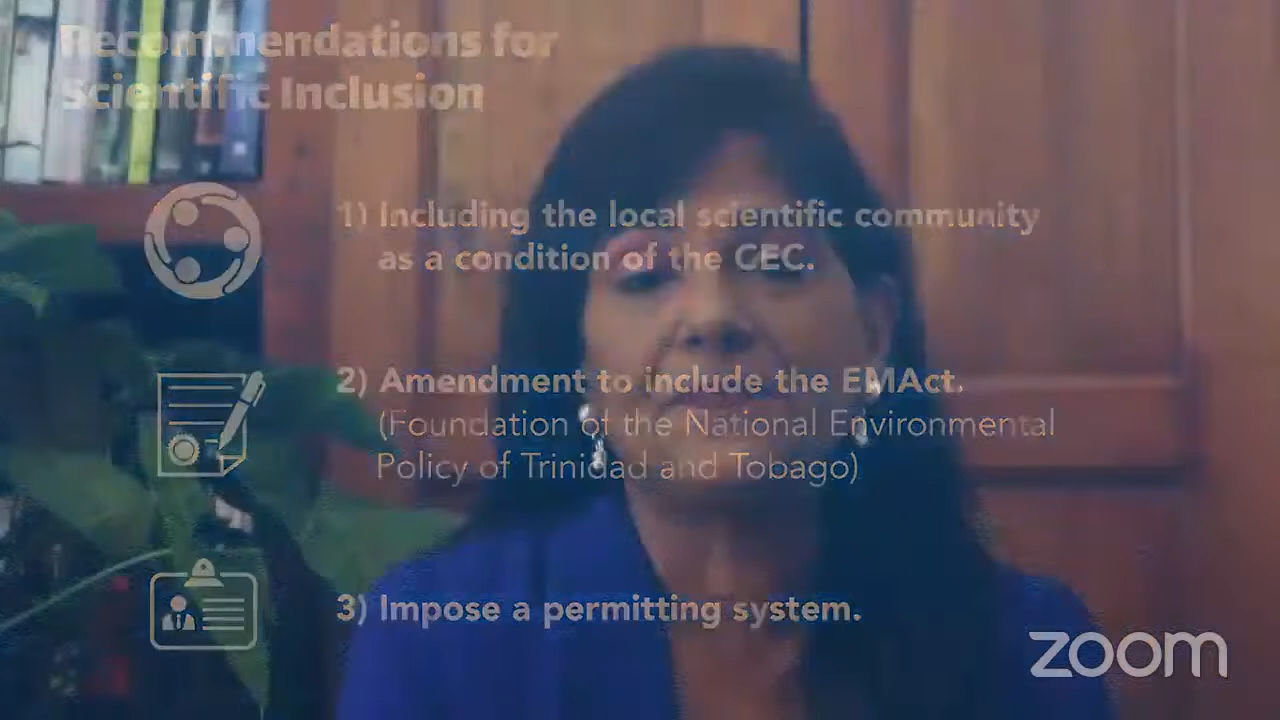 Recommendations for
Scientific Inclusion
1) Including the local scientific community
as a condition of the CEC.
2) Amendment to include the EMAct.
(Foundation of the National Environmental
Policy of Trinidad and Tobago)
3) Impose a permitting system.
zoom